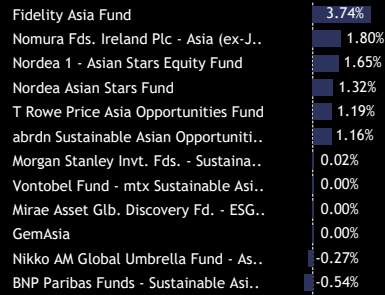 Fidelity Asia Fund 3.74%
Nomura Fds. Ireland Plc - Asia (ex-J.. 1.80%
Nordea 1 - Asian Stars Equity Fund 1.65%
Nordea Asian Stars Fund 1.32%
T Rowe Price Asia Opportunities Fund 1.19%
abrdn Sustainable Asian Opportuniti.. 1.16%
Morgan Stanley Invt. Fds. - Sustaina.. 0.02%
Vontobel Fund - mtx Sustainable Asi.. 0.00%
Mirae Asset Glb. Discovery Fd. - ESG.. 0.00%
GemAsia 0.00%
Nikko AM Global Umbrella Fund - As.. -0.27%
BNP Paribas Funds - Sustainable Asi.. -0.54%